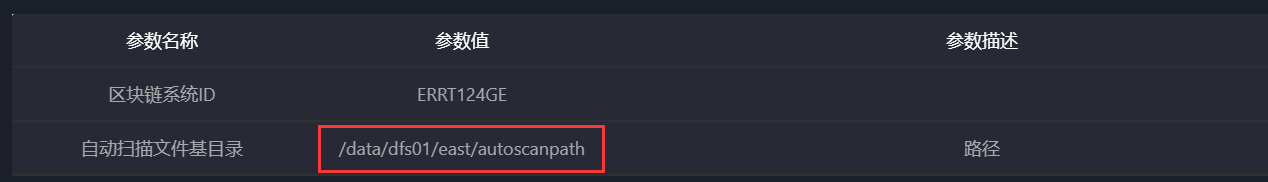 参数名称 参数值 参数描述
区块链系统ID ERRT124GE
自动扫描文件基目录 /data/dfs01/east/autoscanpath 路径